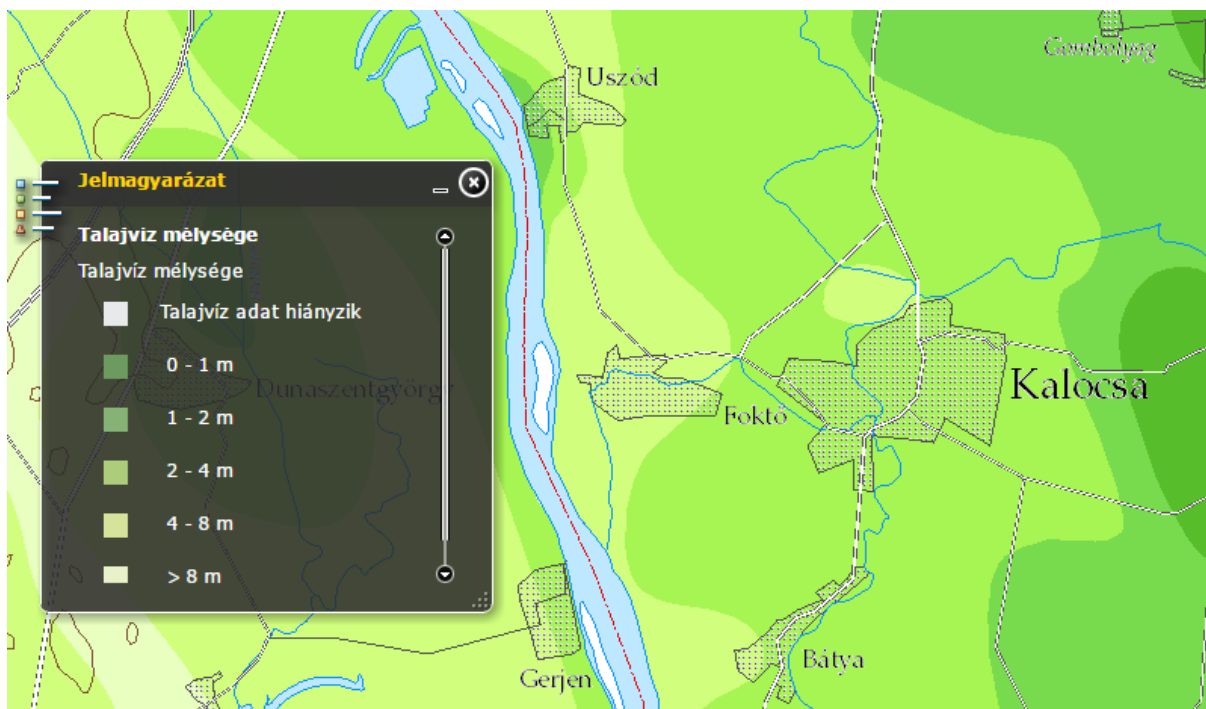 Gombolyag
Uszód
Jelmagyarázat
Talajvíz mélysége
Talajvíz mélysége
Talajvíz adat hiányzik
0 - 1 m
1 - 2 m
2 - 4 m
4 - 8 m
> 8 m
Dunaszentgyörgy
Kalocsa
Foktő
Bátya
Gerjen